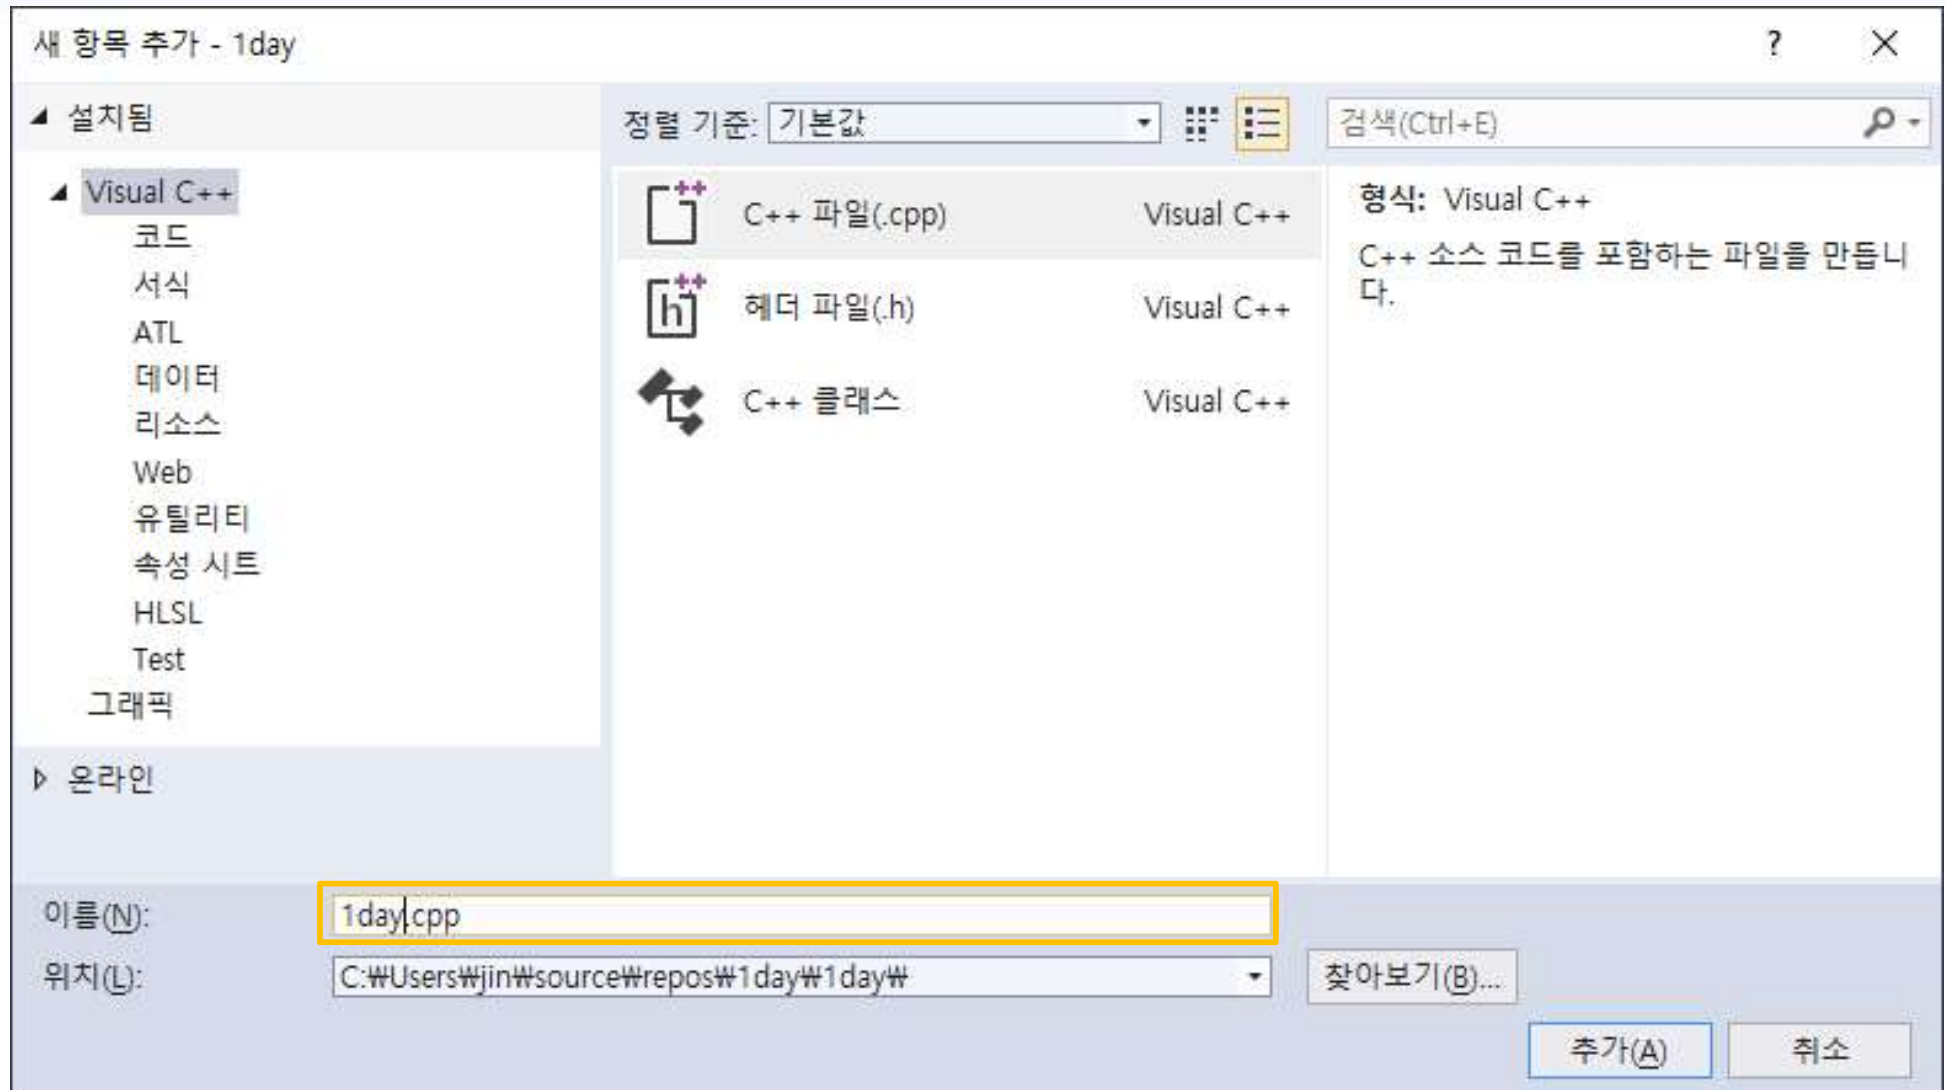 새 항목 추가 - 1day
?
설치됨
정렬 기준: 기본값
검색(Ctrl+E)
Visual C++
코드
서식
ATL
데이터
리소스
Web
유틸리티
속성 시트
HLSL
Test
그래픽
온라인
C++ 파일(.cpp) Visual C++
헤더 파일(.h) Visual C++
C++ 클래스 Visual C++
형식: Visual C++
C++ 소스 코드를 포함하는 파일을 만듭니
다.
이름(N): 1day.cpp
위치(L): C:₩Users₩jin₩source₩repos₩1day₩1day₩
찾아보기(B)...
추가(A)
취소